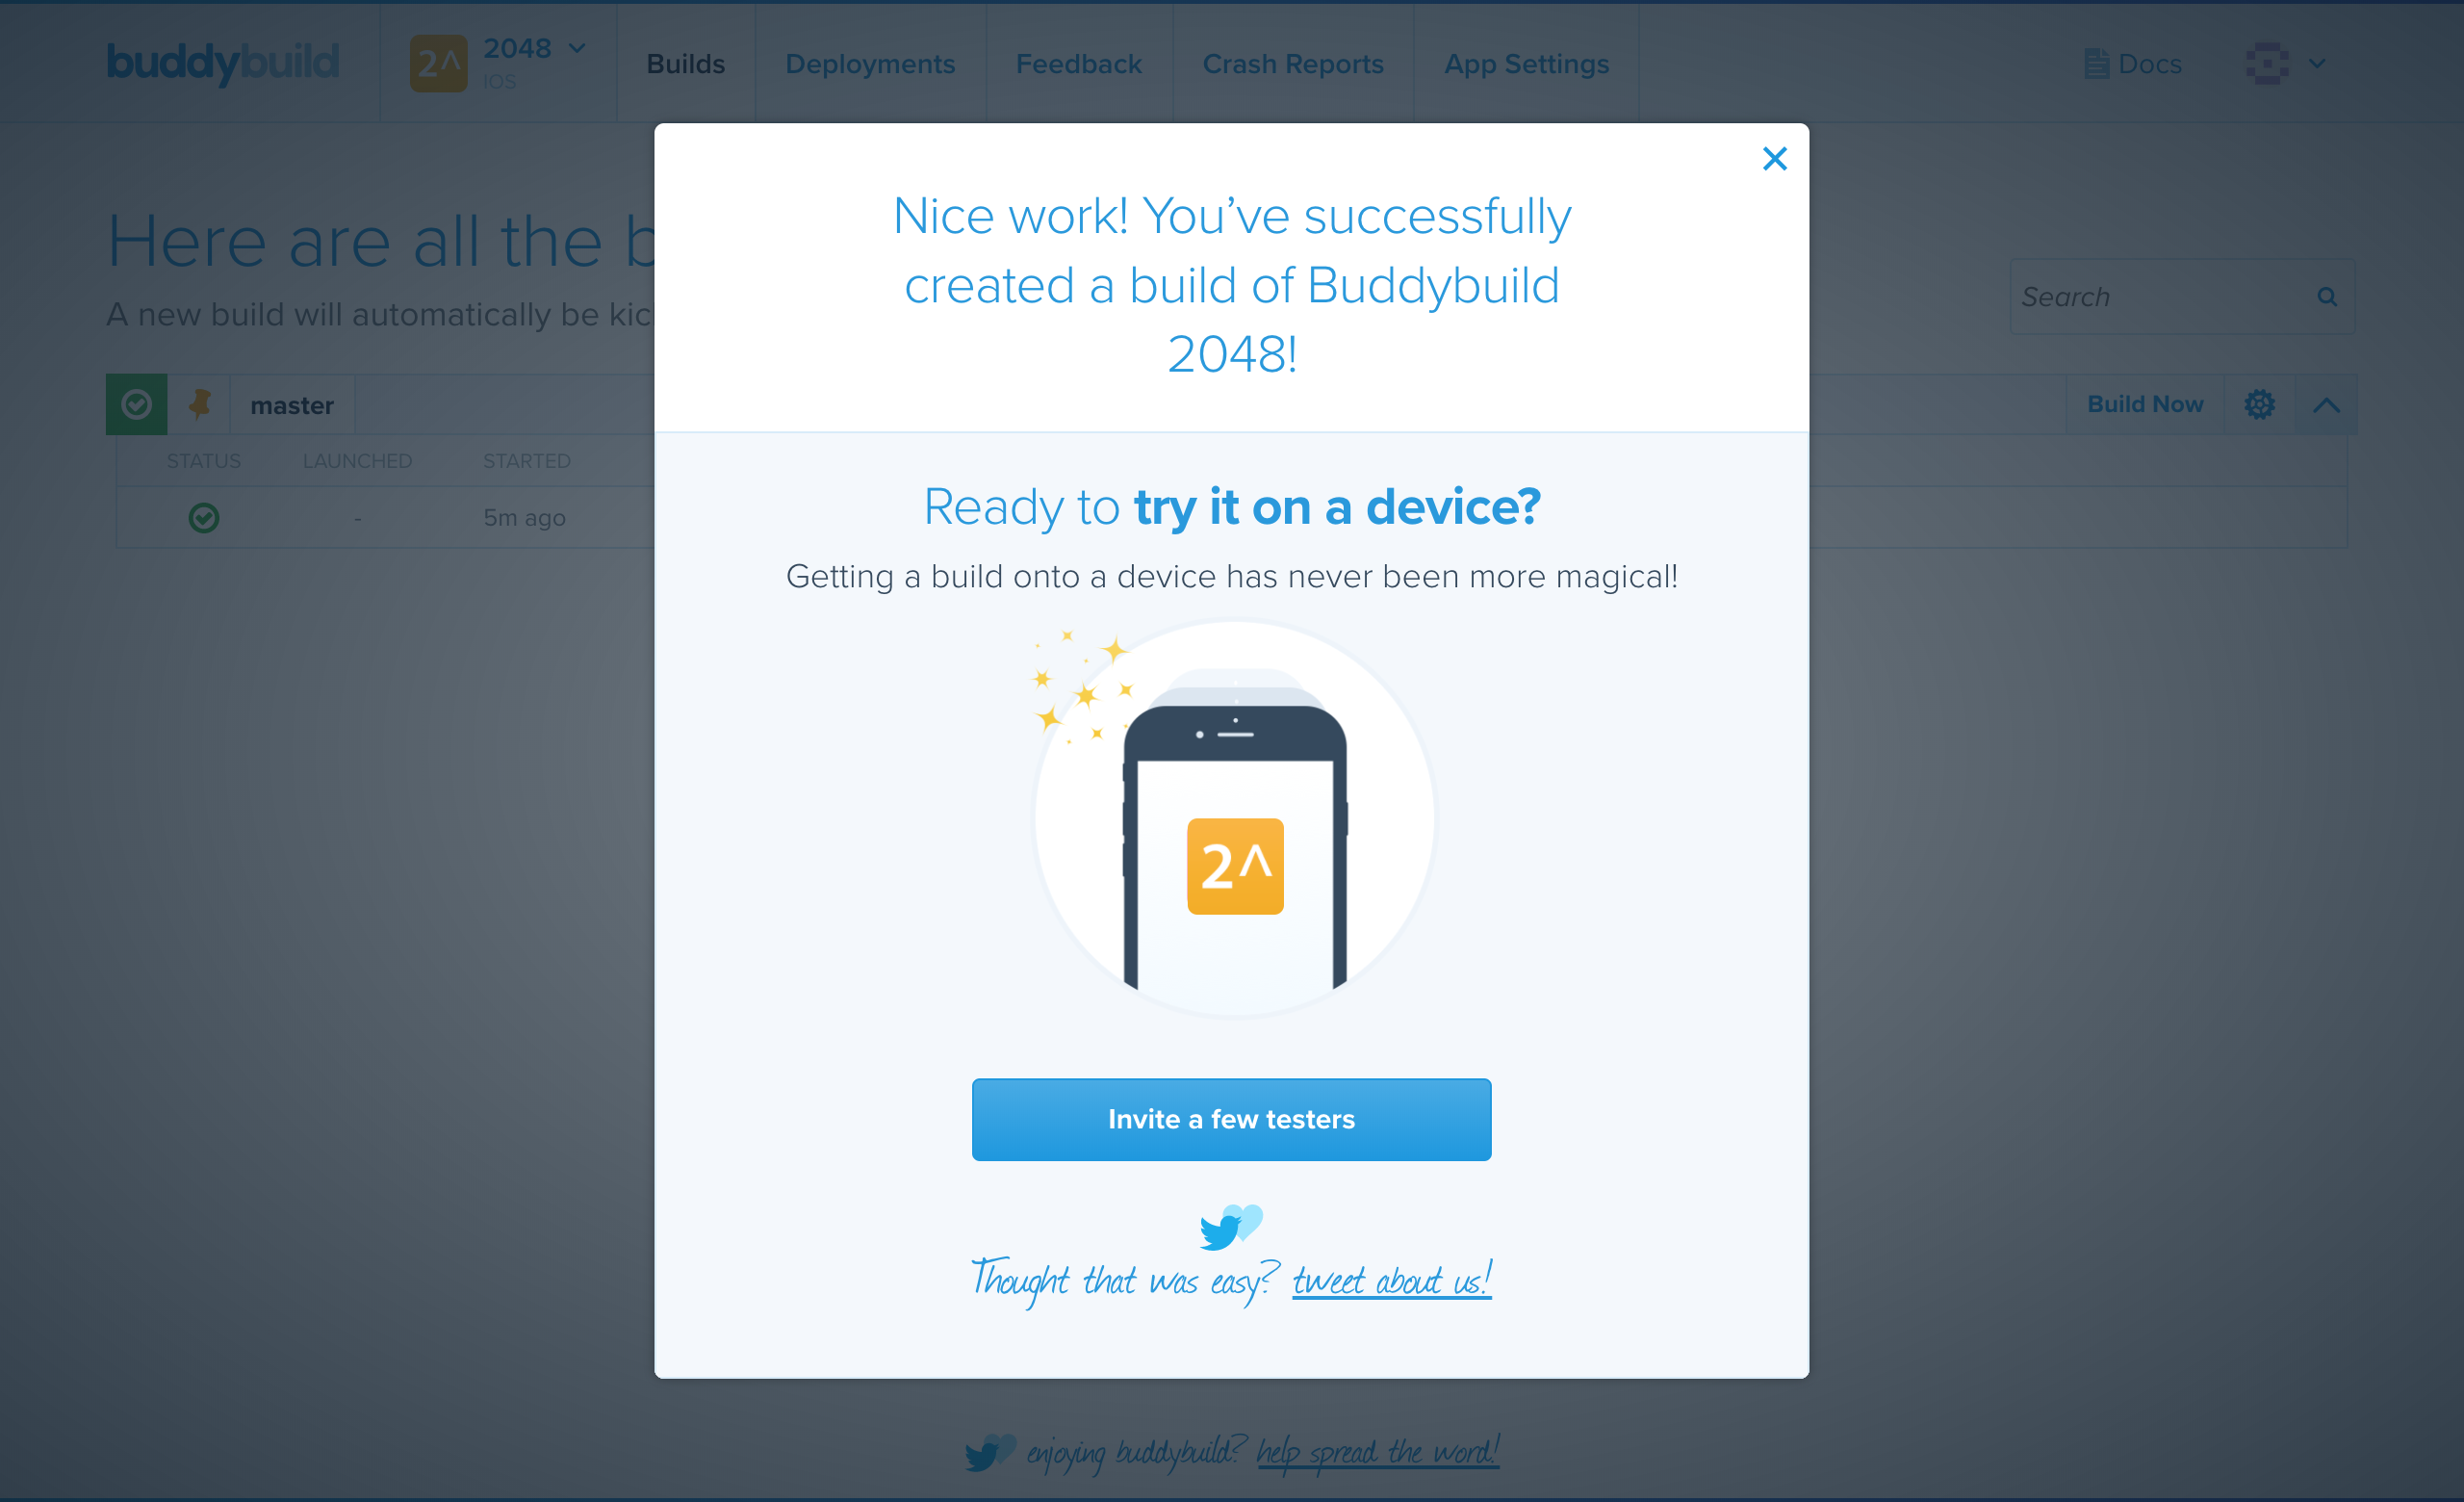 buddybuild
2^
2048
IOS
Builds
Deployments
Feedback
Crash Reports
App Settings
Docs
Here are all the b
A new build will automatically be kic
Search
master
Build Now
STATUS LAUNCHED STARTED
- 5m ago
Nice work! You've successfully
created a build of Buddybuild
2048!
Ready to try it on a device?
Getting a build onto a device has never been more magical!
2^
Invite a few testers
Thought that was easy? tweet about us!
enjoying buddybuild? help spread the word!